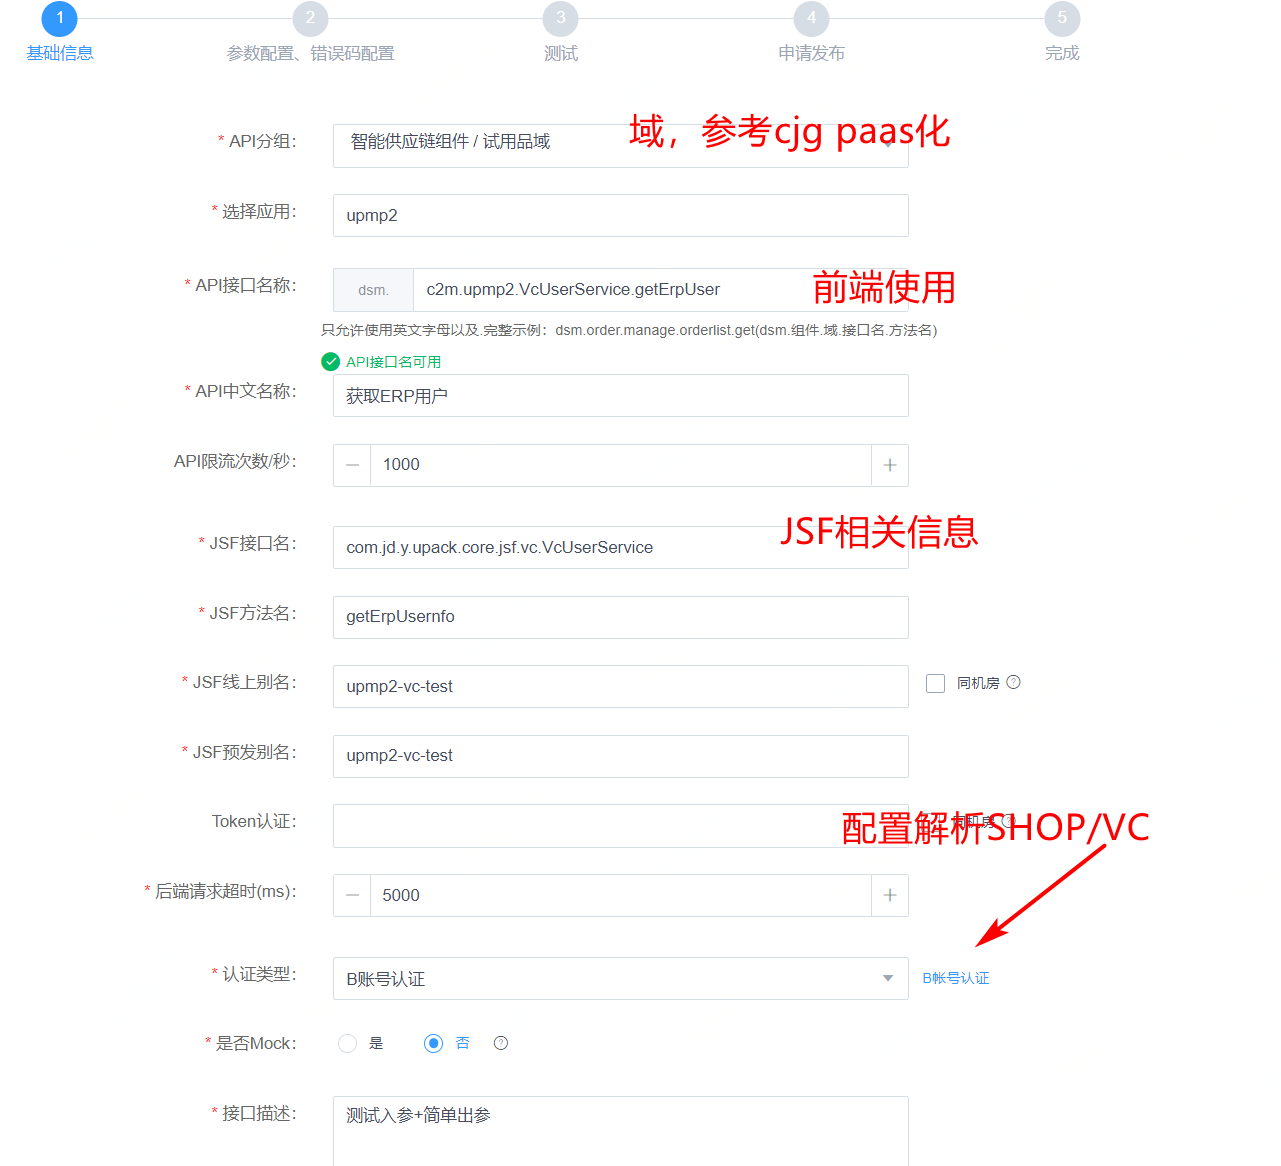 1 2 3 4 5
基础信息 参数配置、错误码配置 测试 申请发布 完成
* API分组： 智能供应链组件 / 试用品域 域，参考cjg paas化
* 选择应用： upmp2
* API接口名称： dsm. c2m.upmp2.VcUserService.getErpUser 前端使用
只允许使用英文字母以及.完整示例：dsm.order.manage.orderlist.get(dsm.组件.域.接口名.方法名)
API接口名可用
* API中文名称： 获取ERP用户
API限流次数/秒： 1000
JSF相关信息
* JSF接口名： com.jd.y.upack.core.jsf.vc.VcUserService
* JSF方法名： getErpUsernfo
* JSF线上别名： upmp2-vc-test 同机房
* JSF预发别名： upmp2-vc-test
Token认证： 同机房 配置解析SHOP/VC
* 后端请求超时(ms)： 5000
* 认证类型： B账号认证 B帐号认证
* 是否Mock： 是 否
* 接口描述： 测试入参+简单出参